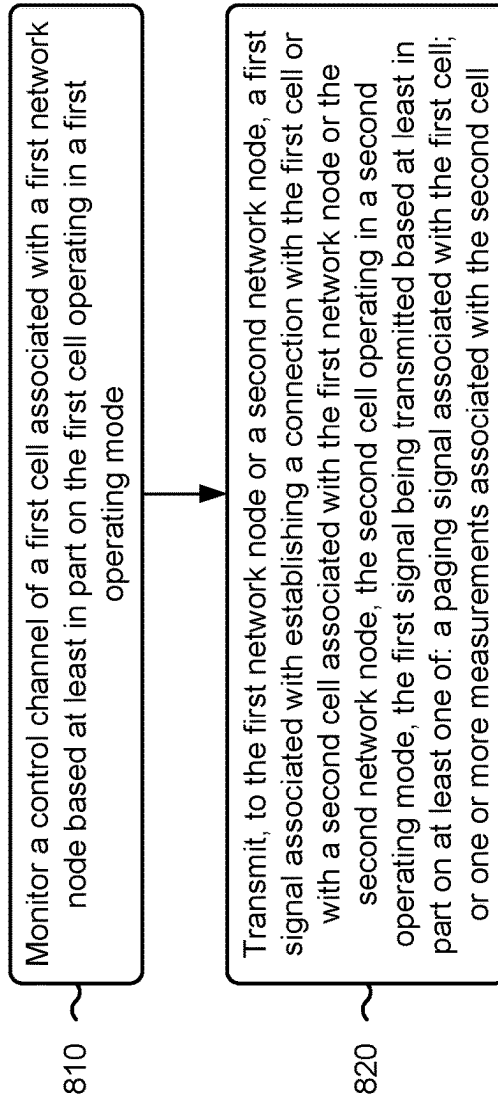 810
Monitor a control channel of a first cell associated with a first network
node based at least in part on the first cell operating in a first
operating mode
820
Transmit, to the first network node or a second network node, a first
signal associated with establishing a connection with the first cell or
with a second cell associated with the first network node or the
second network node, the second cell operating in a second
operating mode, the first signal being transmitted based at least in
part on at least one of: a paging signal associated with the first cell;
or one or more measurements associated with the second cell